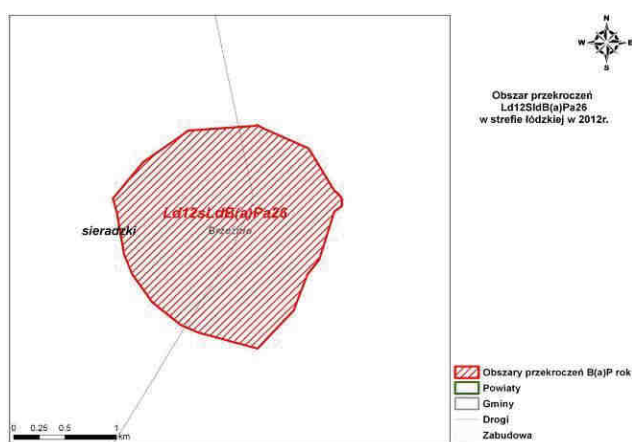 N
W E
S
Obszar przekroczeń
Ld12SldB(a)Pa26
w strefie łódzkiej w 2012r.
Ld12sLdB(a)Pa26
sieradzki
Obszary przekroczeń B(a)P rok
Powiaty
Gminy
Drogi
Zabudowa
0 0.25 0.5 1
km